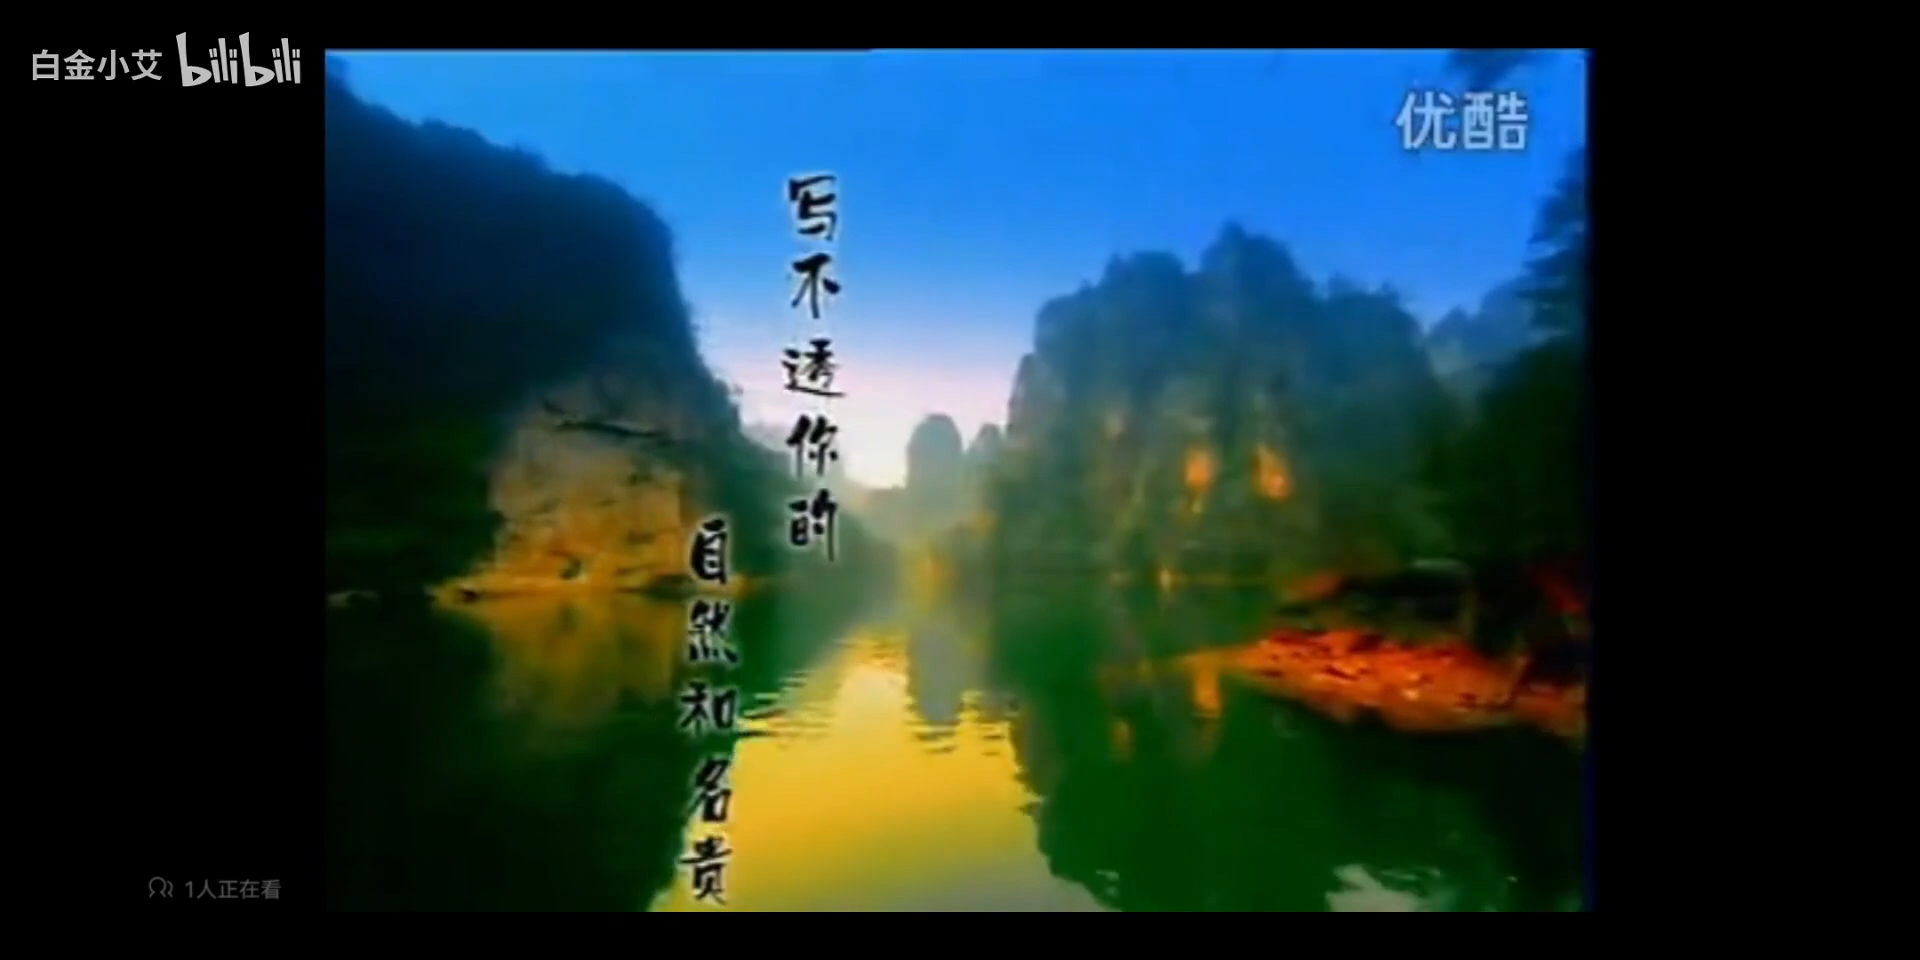 白金小艾 bilibili
优酷
写不透你的
自然和名贵
1人正在看